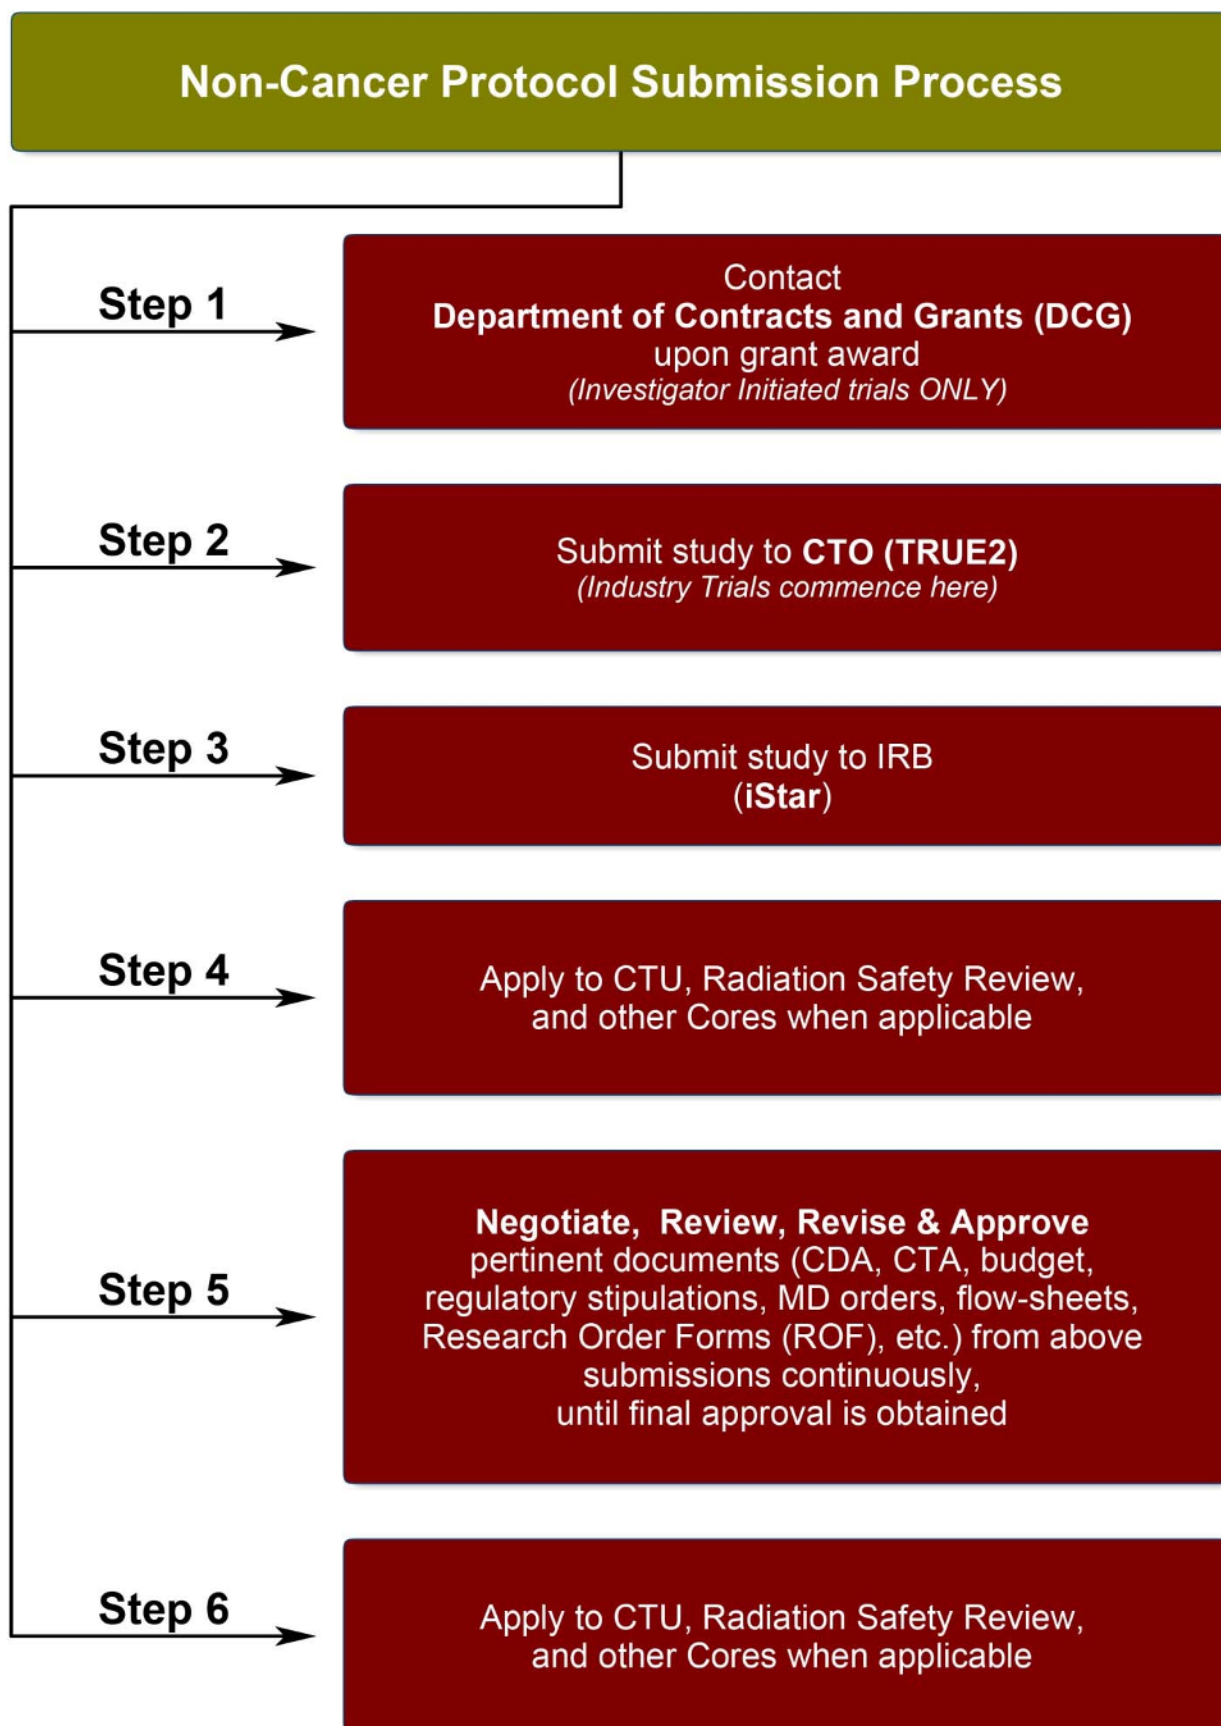 Non-Cancer Protocol Submission Process
Step 1
Contact
Department of Contracts and Grants (DCG)
upon grant award
(Investigator Initiated trials ONLY)
Step 2
Submit study to CTO (TRUE2)
(Industry Trials commence here)
Step 3
Submit study to IRB
(iStar)
Step 4
Apply to CTU, Radiation Safety Review,
and other Cores when applicable
Step 5
Negotiate, Review, Revise & Approve
pertinent documents (CDA, CTA, budget,
regulatory stipulations, MD orders, flow-sheets,
Research Order Forms (ROF), etc.) from above
submissions continuously,
until final approval is obtained
Step 6
Apply to CTU, Radiation Safety Review,
and other Cores when applicable